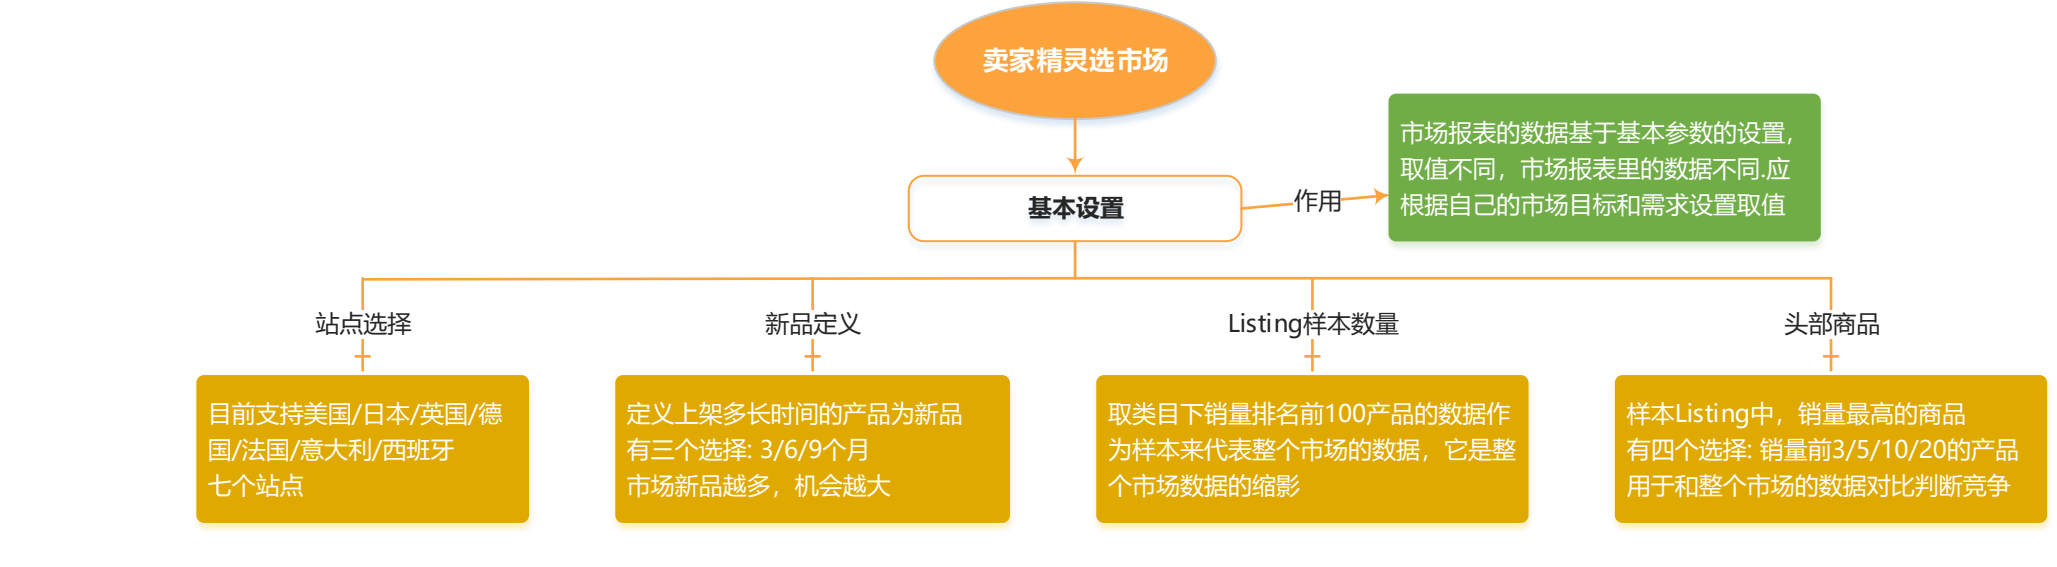 卖家精灵选市场
市场报表的数据基于基本参数的设置，
取值不同，市场报表里的数据不同.应
根据自己的市场目标和需求设置取值
基本设置
作用
站点选择
新品定义
Listing样本数量
头部商品
目前支持美国/日本/英国/德
国/法国/意大利/西班牙
七个站点
定义上架多长时间的产品为新品
有三个选择: 3/6/9个月
市场新品越多，机会越大
取类目下销量排名前100产品的数据作
为样本来代表整个市场的数据，它是整
个市场数据的缩影
样本Listing中，销量最高的商品
有四个选择: 销量前3/5/10/20的产品
用于和整个市场的数据对比判断竞争